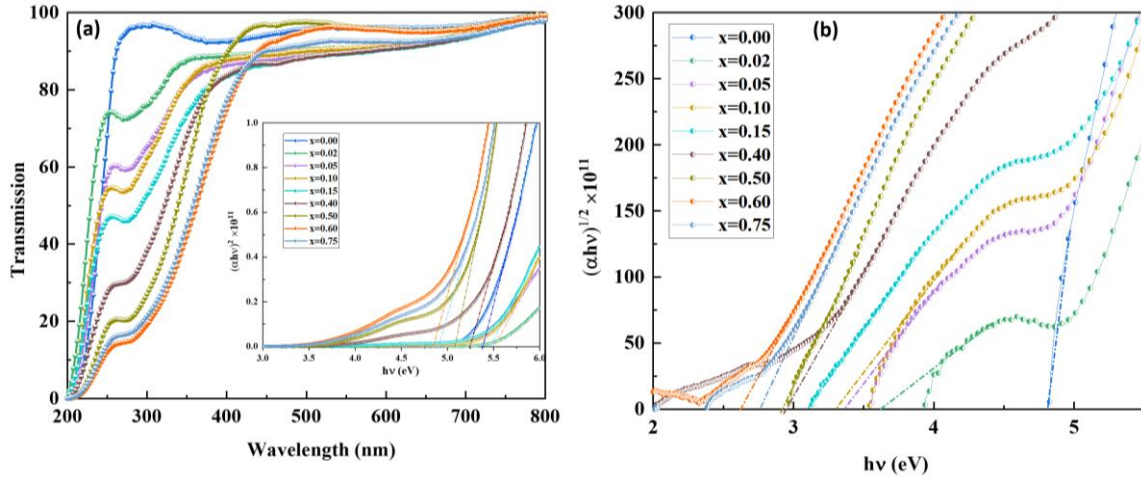 (a)
Transmission
100
80
60
40
20
0
200
300
400
500
600
700
800
Wavelength (nm)
(αhν)² ×10¹¹
1.0
0.8
0.6
0.4
0.2
0.0
3.0
3.5
4.0
4.5
5.0
5.5
6.0
hν (eV)
x=0.00
x=0.02
x=0.05
x=0.10
x=0.15
x=0.40
x=0.50
x=0.60
x=0.75
(b)
(αhν)¹/² ×10¹¹
300
250
200
150
100
50
0
2
3
4
5
hν (eV)
x=0.00
x=0.02
x=0.05
x=0.10
x=0.15
x=0.40
x=0.50
x=0.60
x=0.75